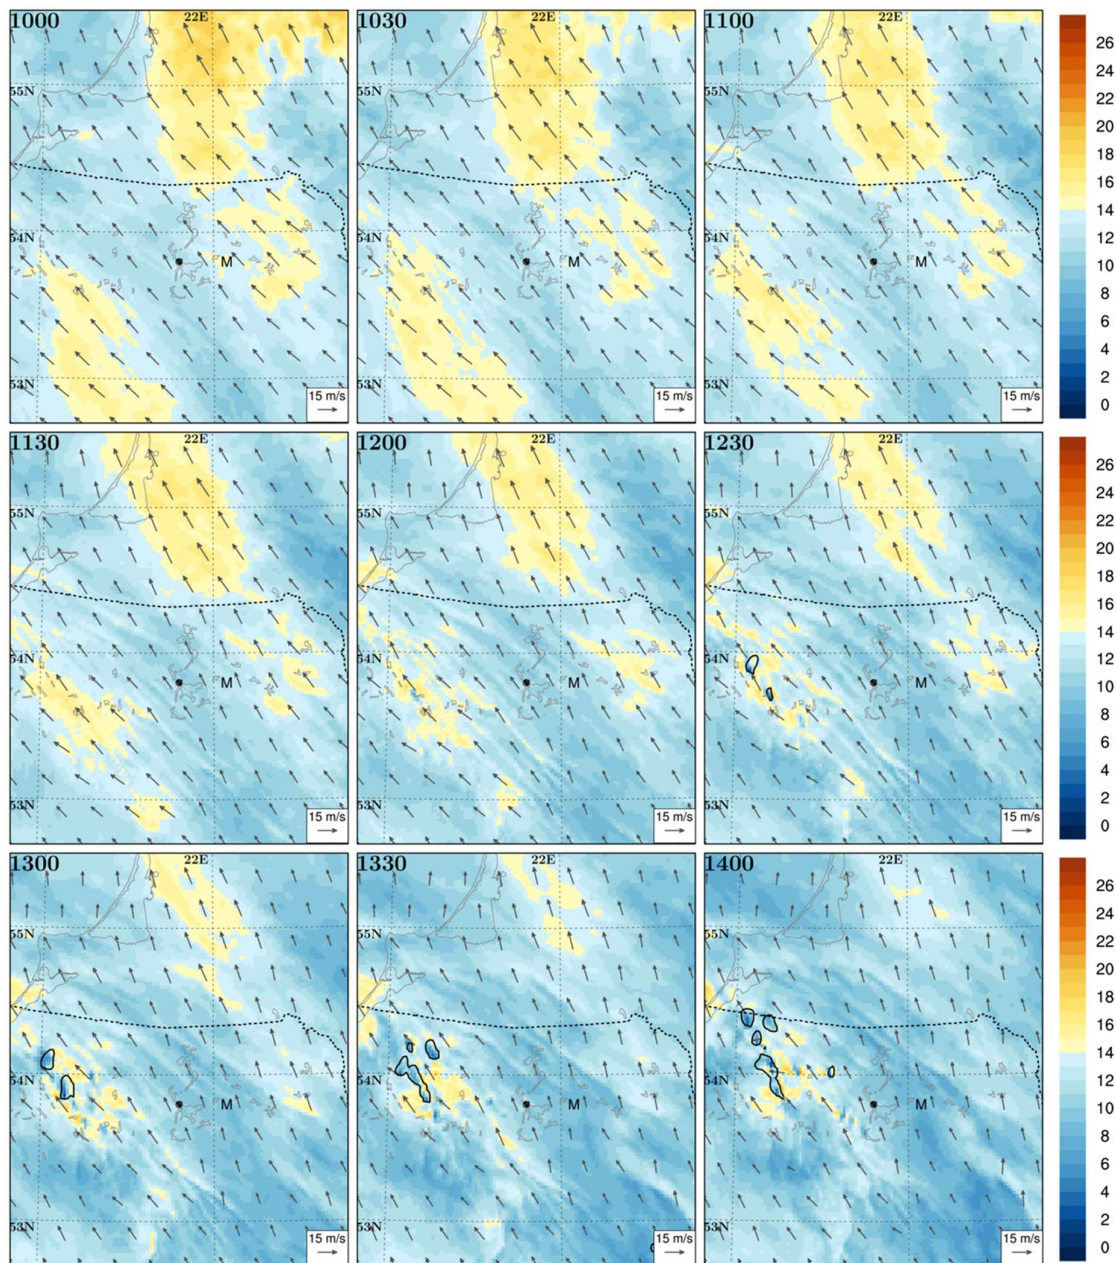 1000 22E
55N
54N
M
53N
15 m/s
1030 22E
55N
54N
M
53N
15 m/s
1100 22E
55N
54N
M
53N
15 m/s
26
24
22
20
18
16
14
12
10
8
6
4
2
0
1130 22E
55N
54N
M
53N
15 m/s
1200 22E
55N
54N
M
53N
15 m/s
1230 22E
55N
54N
M
53N
15 m/s
26
24
22
20
18
16
14
12
10
8
6
4
2
0
1300 22E
55N
54N
M
53N
15 m/s
1330 22E
55N
54N
M
53N
15 m/s
1400 22E
55N
54N
M
53N
15 m/s
26
24
22
20
18
16
14
12
10
8
6
4
2
0